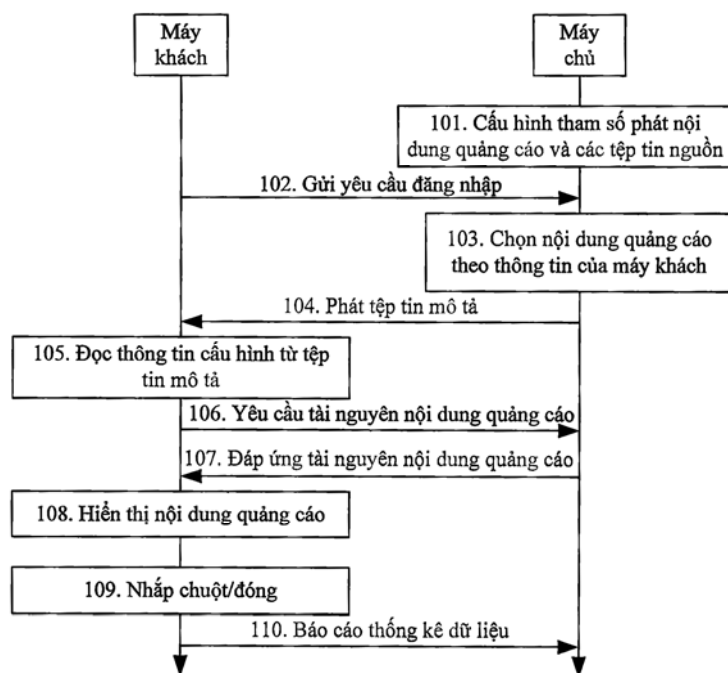 Máy
khách
Máy
chủ
101. Cấu hình tham số phát nội
dung quảng cáo và các tệp tin nguồn
102. Gửi yêu cầu đăng nhập
103. Chọn nội dung quảng cáo
theo thông tin của máy khách
104. Phát tệp tin mô tả
105. Đọc thông tin cấu hình từ tệp
tin mô tả
106. Yêu cầu tài nguyên nội dung quảng cáo
107. Đáp ứng tài nguyên nội dung quảng cáo
108. Hiển thị nội dung quảng cáo
109. Nhắp chuột/đóng
110. Báo cáo thống kê dữ liệu